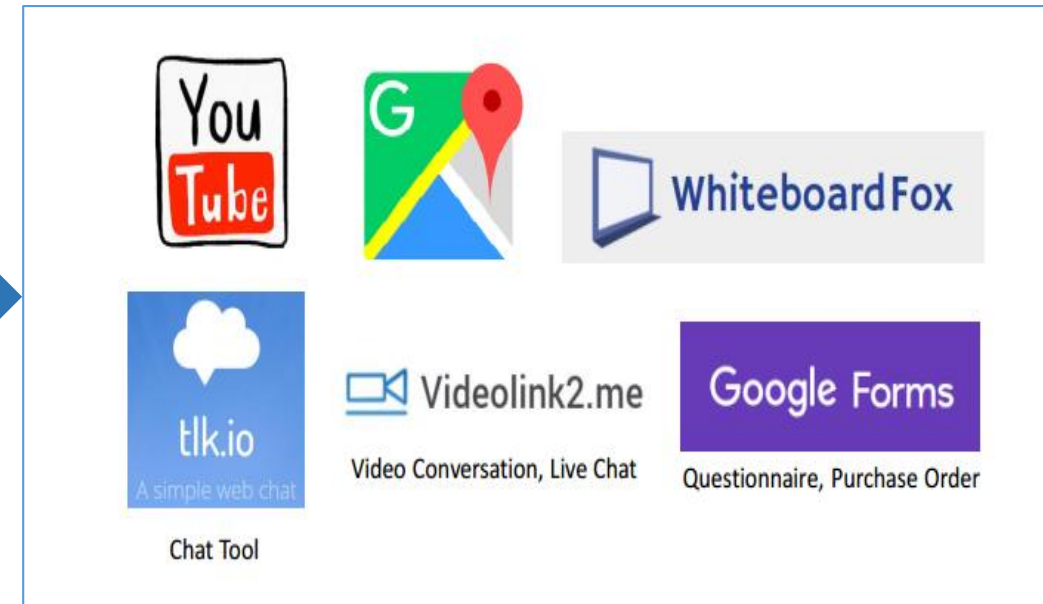 You
Tube
G
WhiteboardFox
tlk.io
A simple web chat
Chat Tool
Videolink2.me
Video Conversation, Live Chat
Google Forms
Questionnaire, Purchase Order